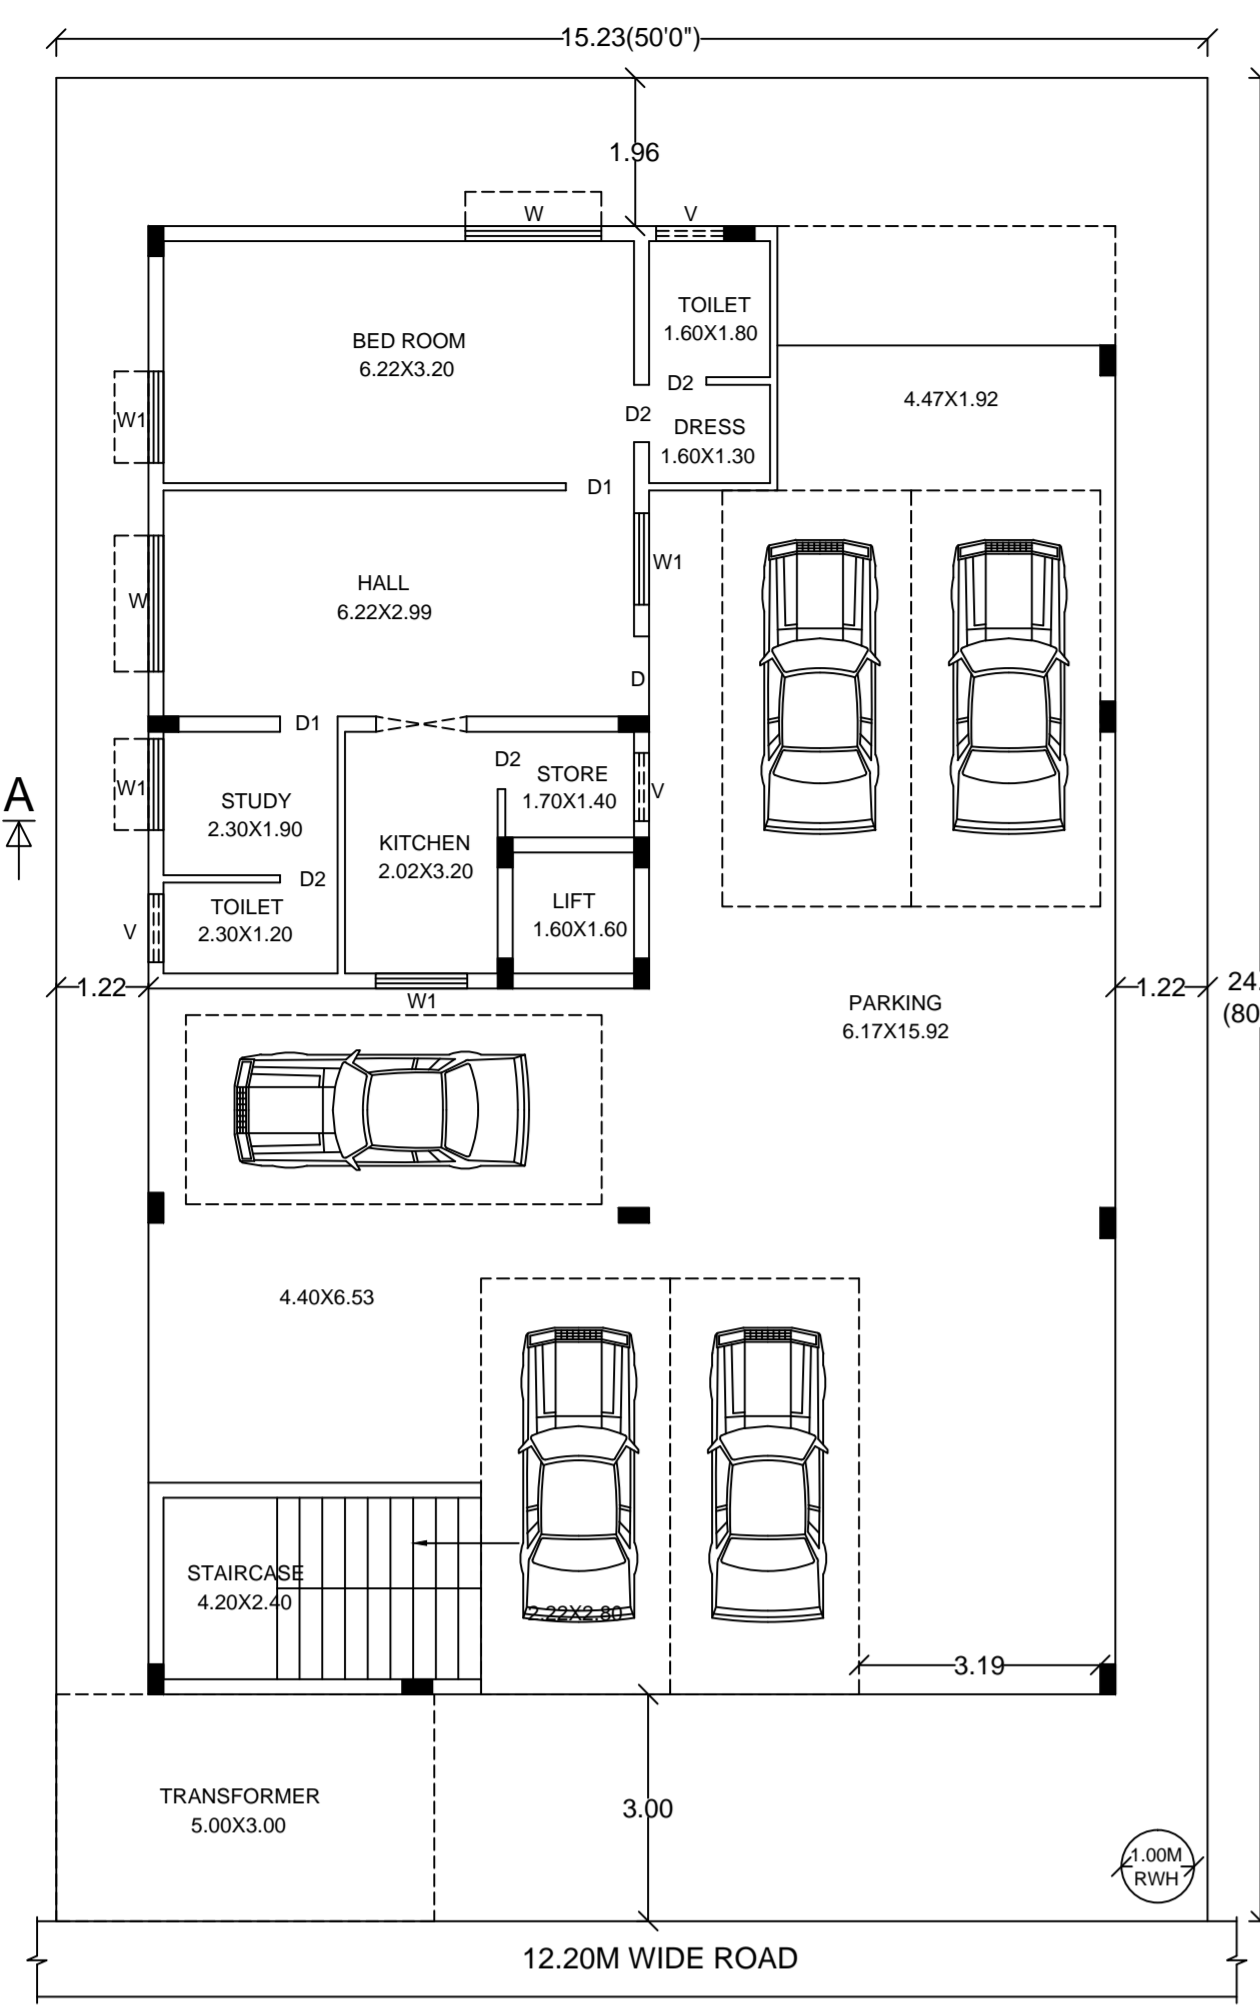 15.23(50'0")
1.96
W
V
TOILET
1.60X1.80
BED ROOM
6.22X3.20
D2
4.47X1.92
W1
D2
DRESS
1.60X1.30
D1
W1
HALL
6.22X2.99
W
D
D1
D2
STORE
1.70X1.40
V
W1
A
STUDY
2.30X1.90
KITCHEN
2.02X3.20
D2
LIFT
1.60X1.60
TOILET
2.30X1.20
V
1.22
W1
PARKING
6.17X15.92
1.22
24.
(80
4.40X6.53
STAIRCASE
4.20X2.40
2.22X2.80
3.19
TRANSFORMER
5.00X3.00
3.00
1.00M
RWH
12.20M WIDE ROAD